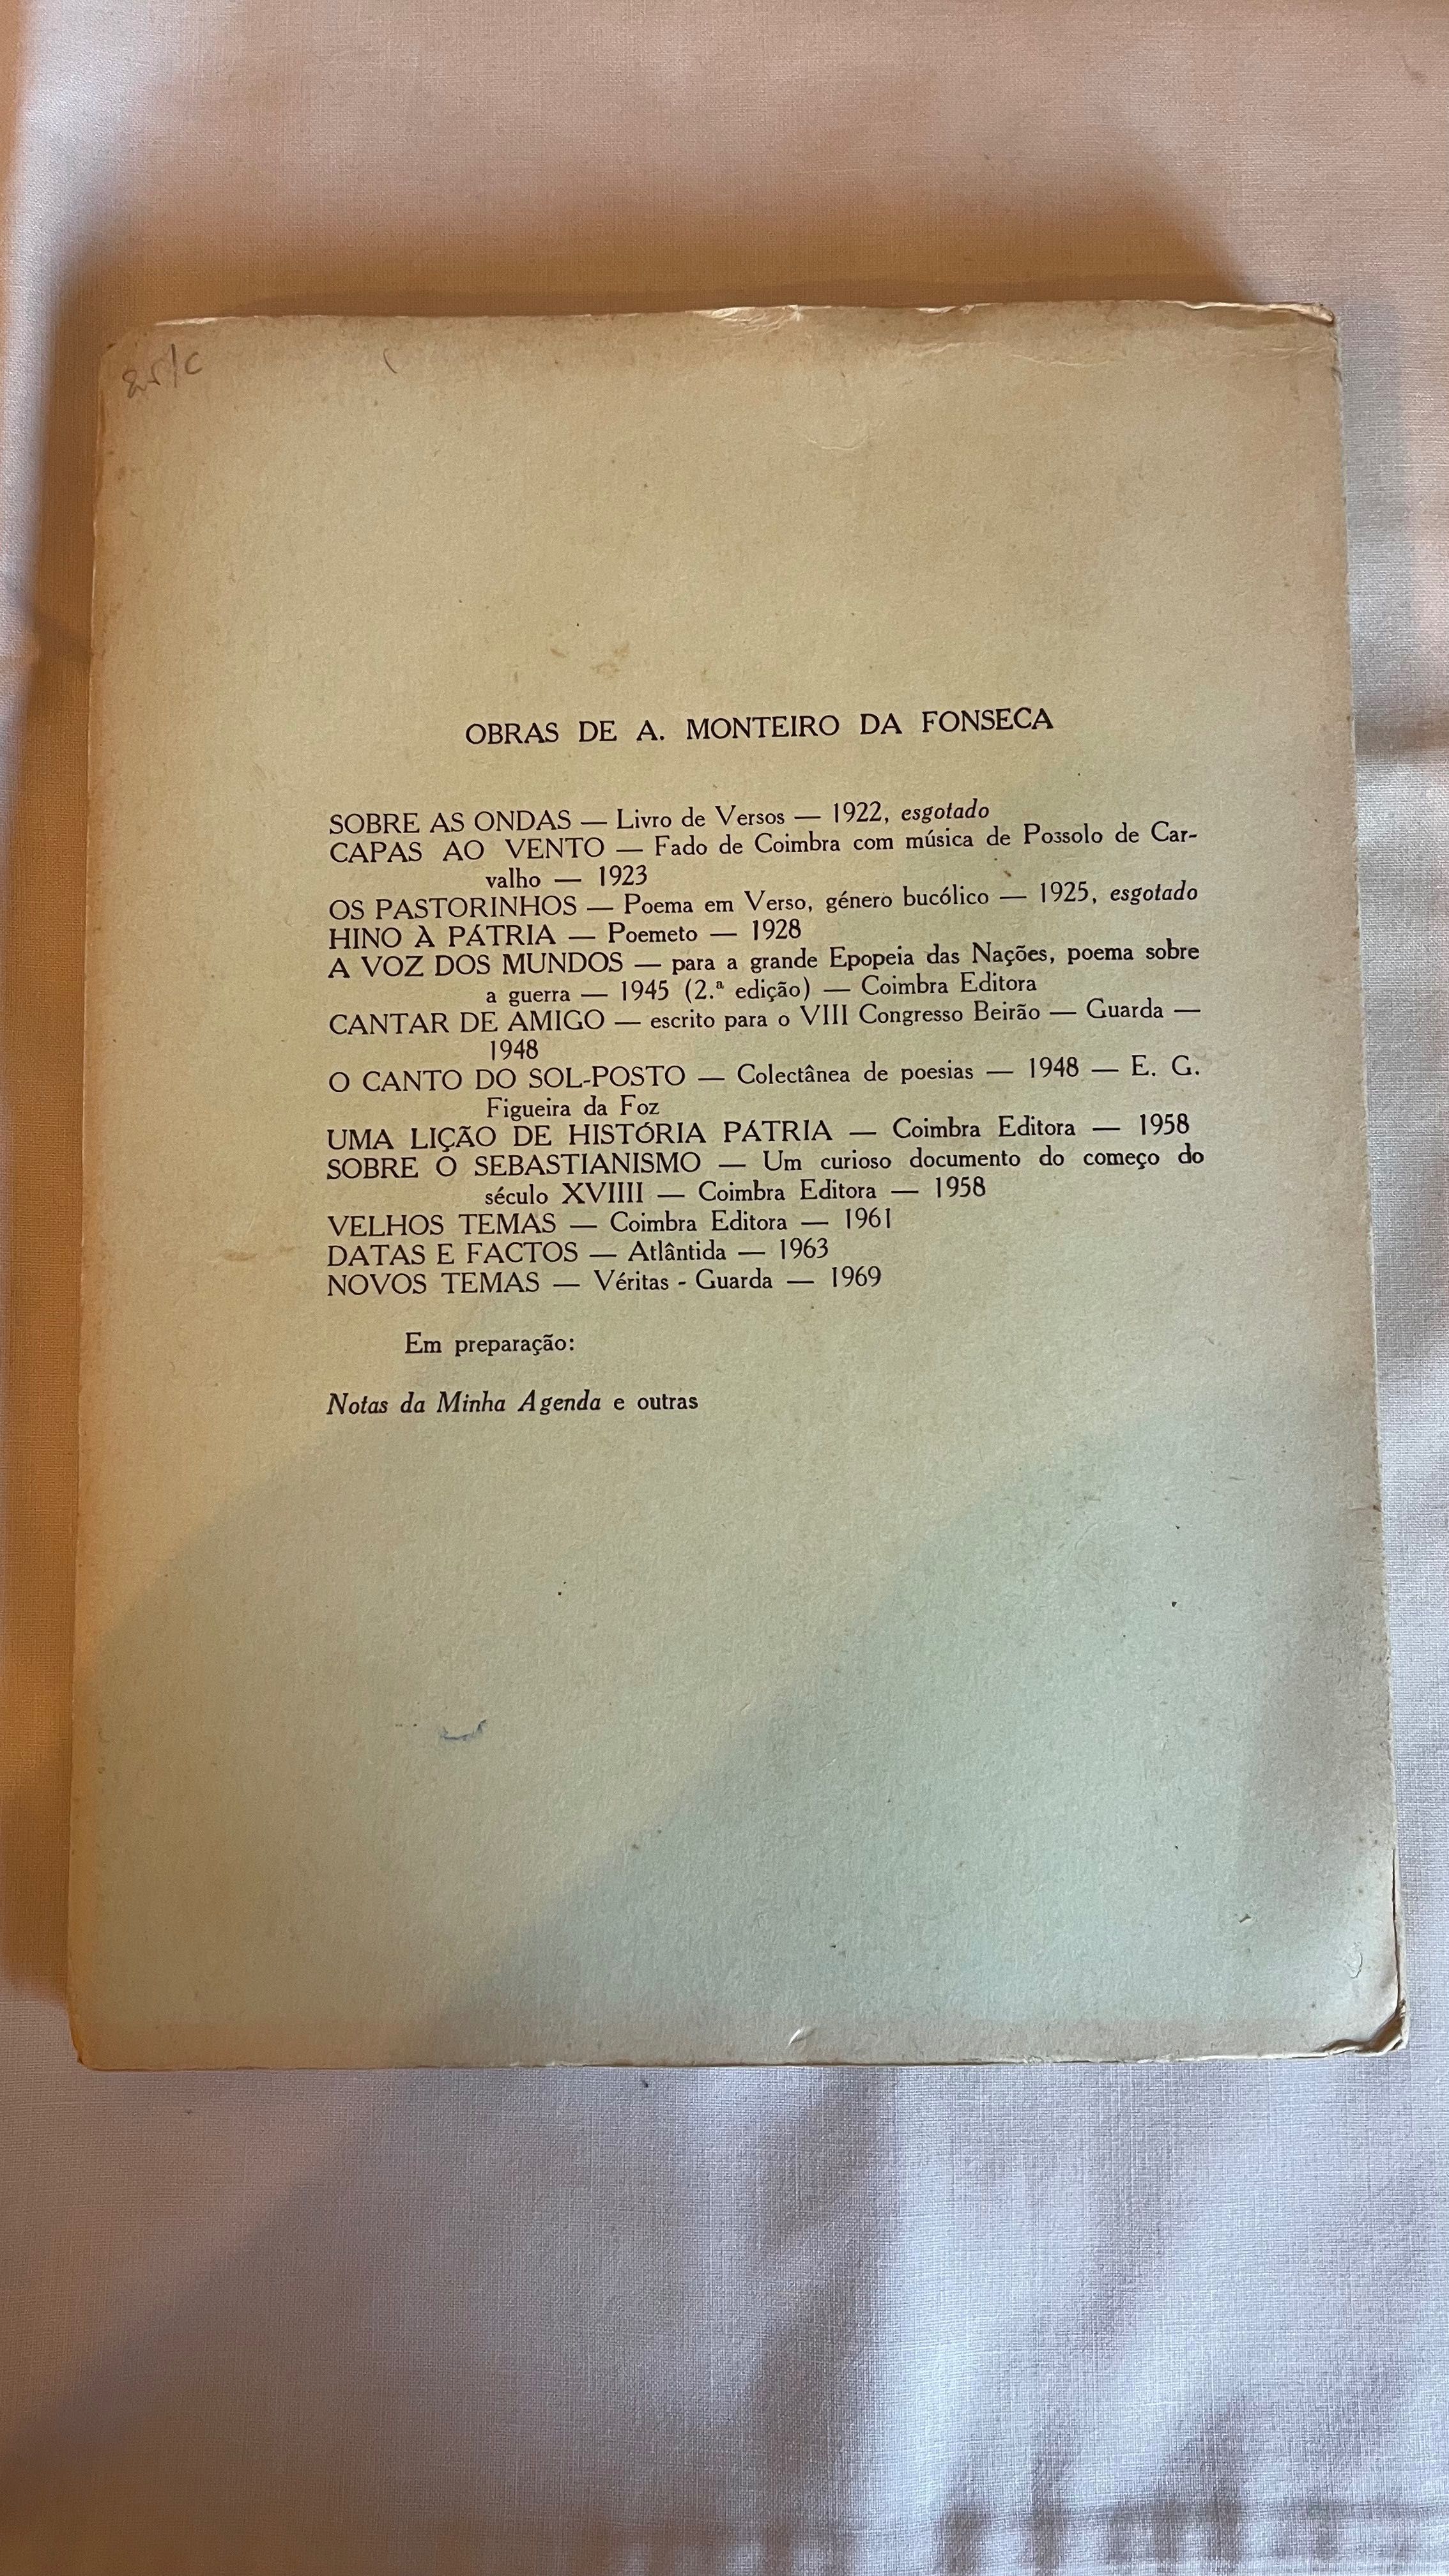 OBRAS DE A. MONTEIRO DA FONSECA
SOBRE AS ONDAS — Livro de Versos — 1922, esgotado
CAPAS AO VENTO — Fado de Coimbra com música de Possolo de Car-
valho — 1923
OS PASTORINHOS — Poema em Verso, género bucólico — 1925, esgotado
HINO À PÁTRIA — Poemeto — 1928
A VOZ DOS MUNDOS — para a grande Epopeia das Nações, poema sobre
a guerra — 1945 (2.ª edição) — Coimbra Editora
CANTAR DE AMIGO — escrito para o VIII Congresso Beirão — Guarda —
1948
O CANTO DO SOL-POSTO — Colectânea de poesias — 1948 — E. G.
Figueira da Foz
UMA LIÇÃO DE HISTÓRIA PÁTRIA — Coimbra Editora — 1958
SOBRE O SEBASTIANISMO — Um curioso documento do começo do
século XVIIII — Coimbra Editora — 1958
VELHOS TEMAS — Coimbra Editora — 1961
DATAS E FACTOS — Atlântida — 1963
NOVOS TEMAS — Véritas - Guarda — 1969
Em preparação:
Notas da Minha Agenda e outras